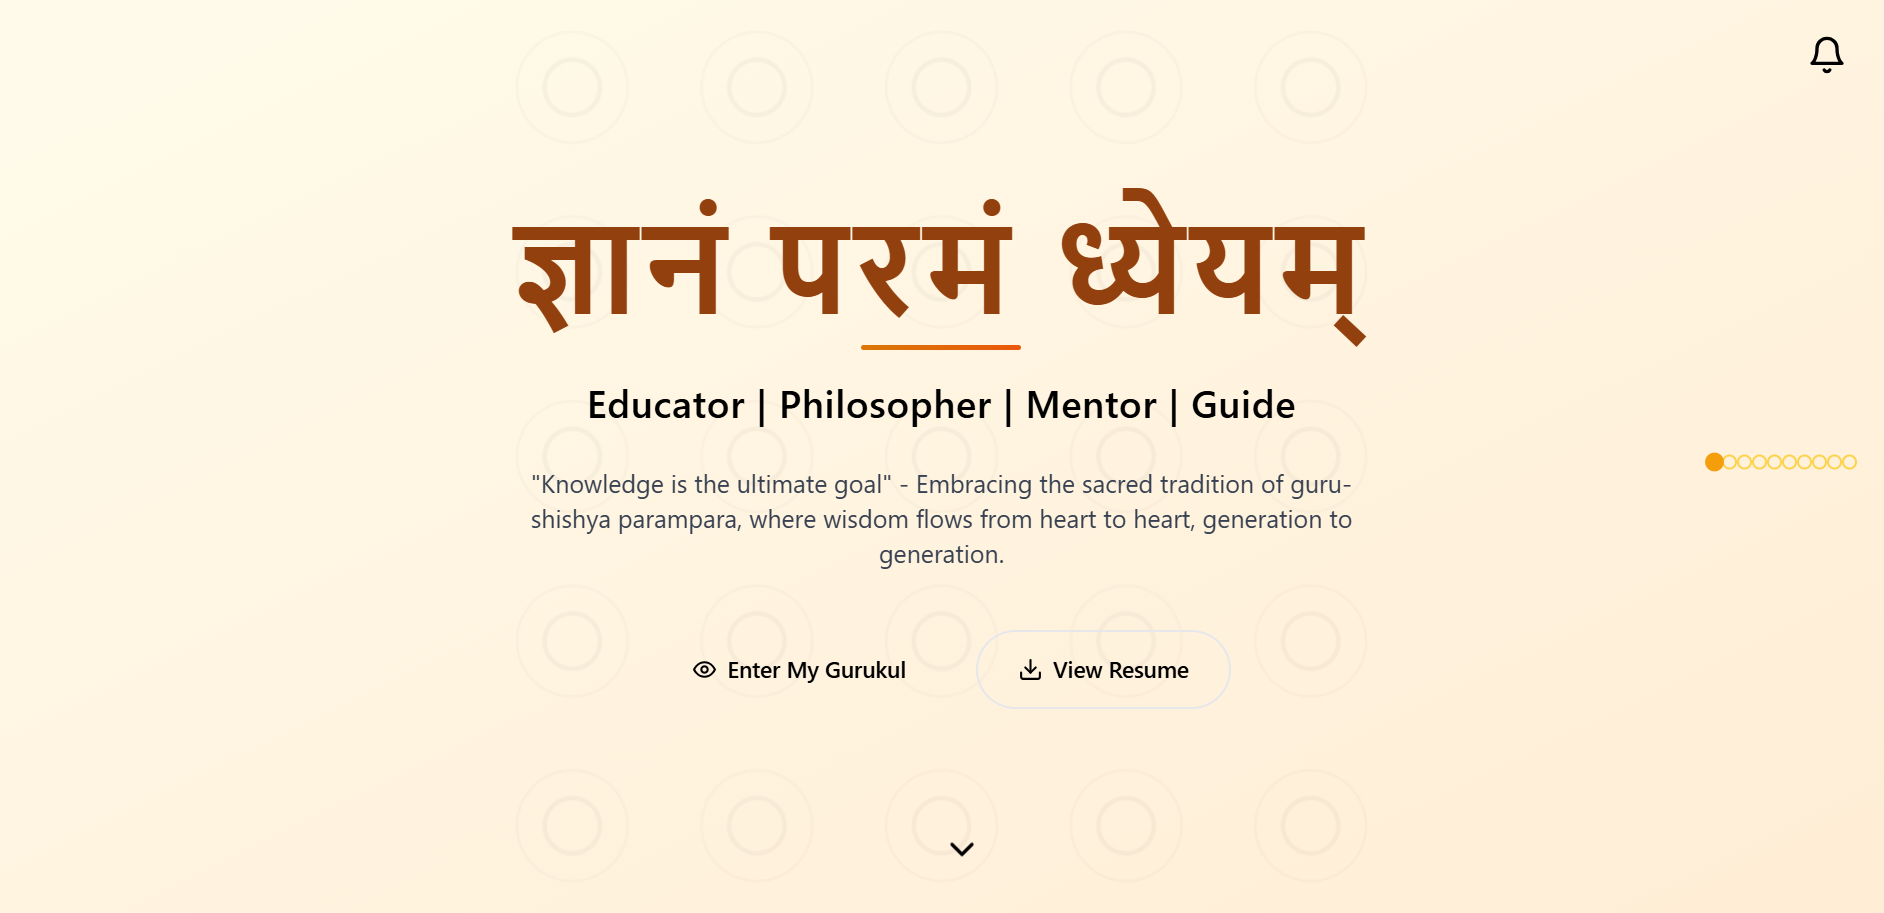 ज्ञानं परमं ध्येयम्
Educator | Philosopher | Mentor | Guide
"Knowledge is the ultimate goal" - Embracing the sacred tradition of guru-
shishya parampara, where wisdom flows from heart to heart, generation to
generation.
Enter My Gurukul
View Resume